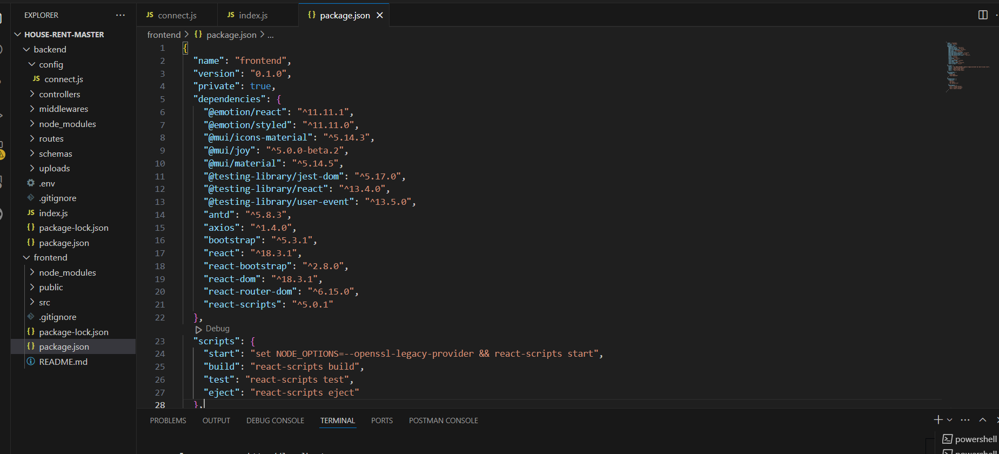 EXPLORER
HOUSE-RENT-MASTER
backend
config
JS connect.js
controllers
middlewares
node_modules
routes
schemas
uploads
.env
.gitignore
JS index.js
{} package-lock.json
{} package.json
frontend
node_modules
public
src
.gitignore
{} package-lock.json
{} package.json
README.md
JS connect.js
JS index.js
{} package.json
frontend > {} package.json > ...
1 {
2 "name": "frontend",
3 "version": "0.1.0",
4 "private": true,
5 "dependencies": {
6 "@emotion/react": "^11.11.1",
7 "@emotion/styled": "^11.11.0",
8 "@mui/icons-material": "^5.14.3",
9 "@mui/joy": "^5.0.0-beta.2",
10 "@mui/material": "^5.14.5",
11 "@testing-library/jest-dom": "^5.17.0",
12 "@testing-library/react": "^13.4.0",
13 "@testing-library/user-event": "^13.5.0",
14 "antd": "^5.8.3",
15 "axios": "^1.4.0",
16 "bootstrap": "^5.3.1",
17 "react": "^18.3.1",
18 "react-bootstrap": "^2.8.0",
19 "react-dom": "^18.3.1",
20 "react-router-dom": "^6.15.0",
21 "react-scripts": "^5.0.1"
22 },
Debug
23 "scripts": {
24 "start": "set NODE_OPTIONS=--openssl-legacy-provider && react-scripts start",
25 "build": "react-scripts build",
26 "test": "react-scripts test",
27 "eject": "react-scripts eject"
28 },
PROBLEMS OUTPUT DEBUG CONSOLE TERMINAL PORTS POSTMAN CONSOLE
powershell
powershell